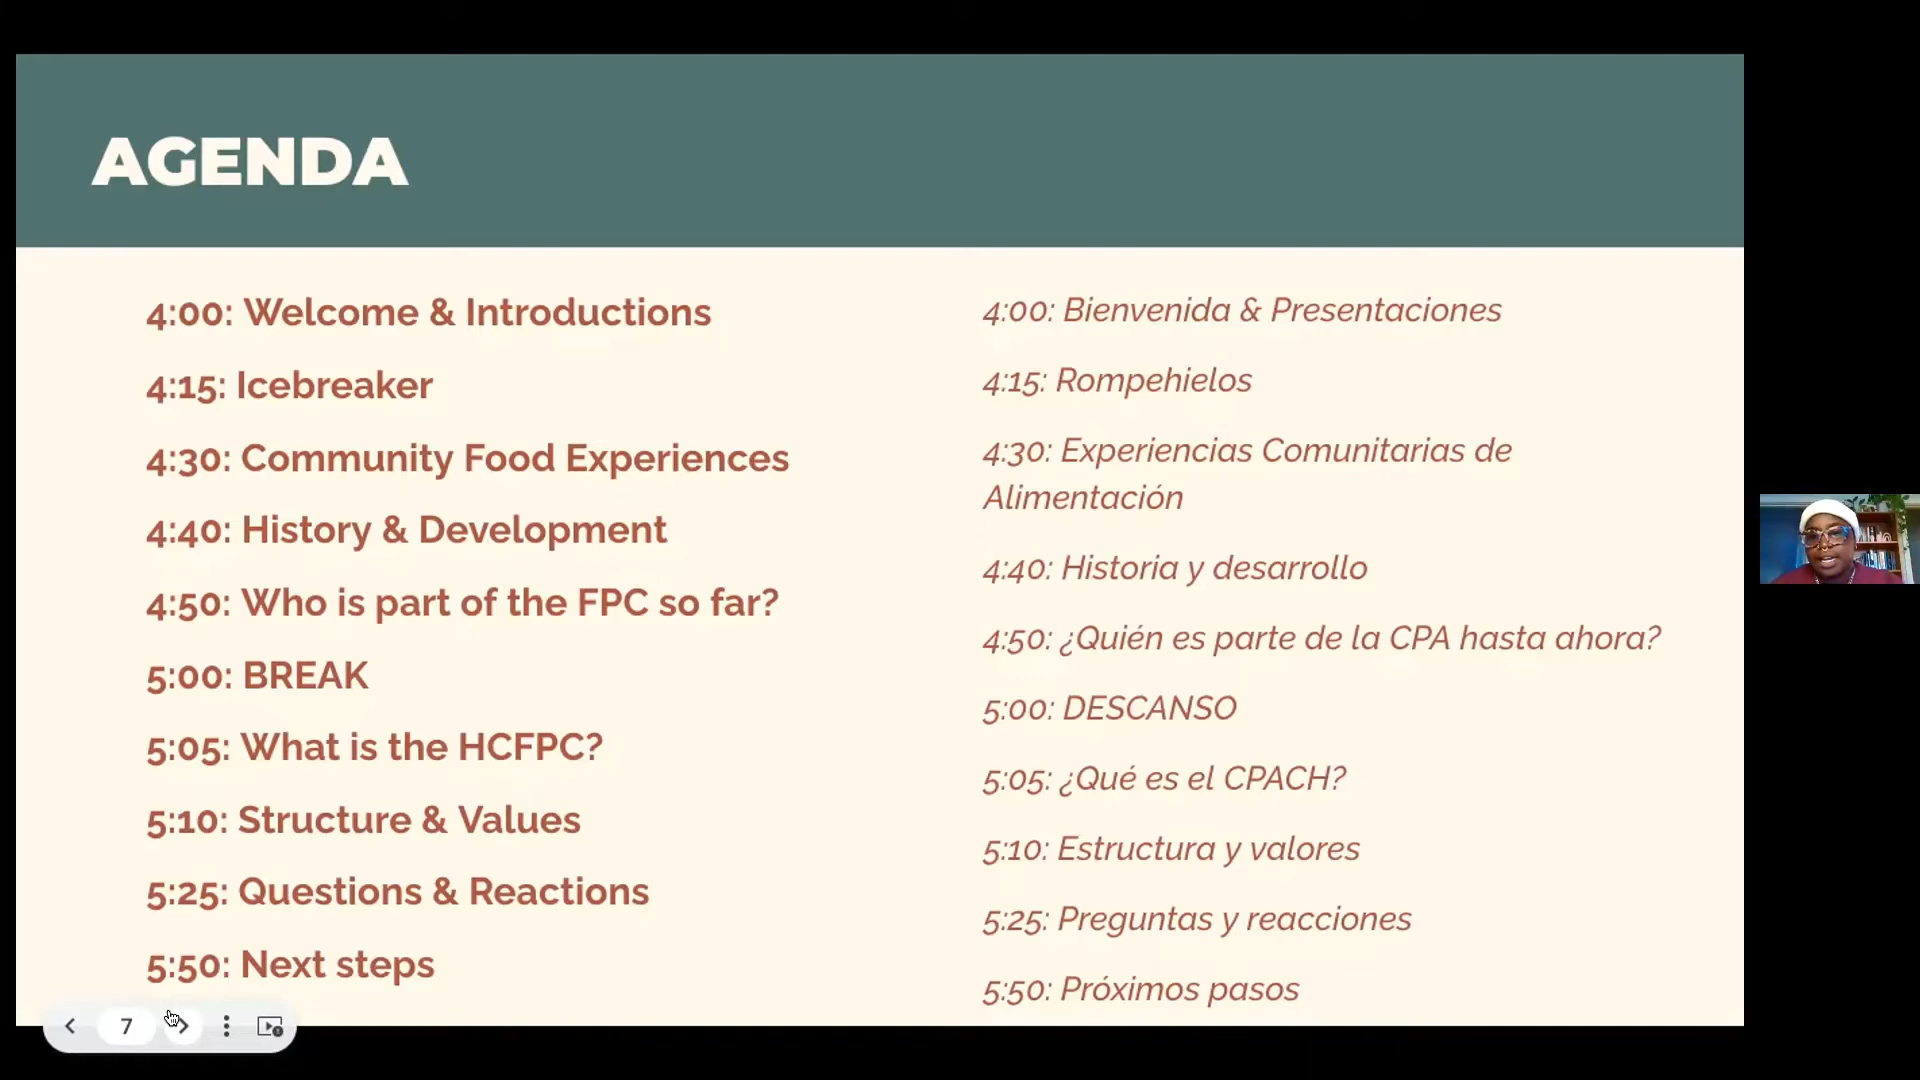 AGENDA
4:00: Welcome & Introductions
4:15: Icebreaker
4:30: Community Food Experiences
4:40: History & Development
4:50: Who is part of the FPC so far?
5:00: BREAK
5:05: What is the HCFPC?
5:10: Structure & Values
5:25: Questions & Reactions
5:50: Next steps
4:00: Bienvenida & Presentaciones
4:15: Rompehielos
4:30: Experiencias Comunitarias de
Alimentación
4:40: Historia y desarrollo
4:50: ¿Quién es parte de la CPA hasta ahora?
5:00: DESCANSO
5:05: ¿Qué es el CPACH?
5:10: Estructura y valores
5:25: Preguntas y reacciones
5:50: Próximos pasos
7